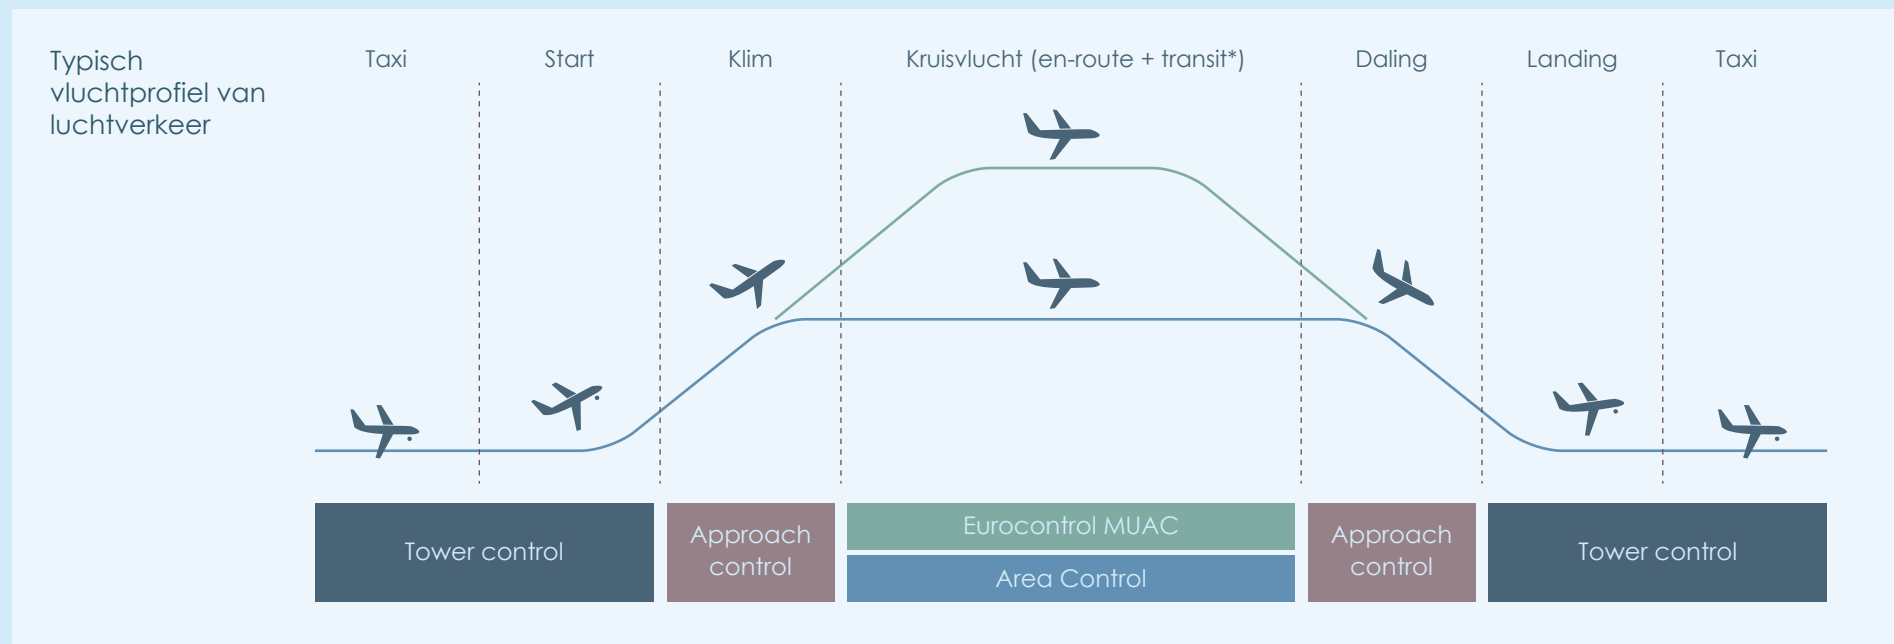 Typisch
vluchtprofiel van
luchtverkeer
Taxi
Start
Klim
Kruisvlucht (en-route + transit*)
Daling
Landing
Taxi
Tower control
Approach
control
Eurocontrol MUAC
Area Control
Approach
control
Tower control